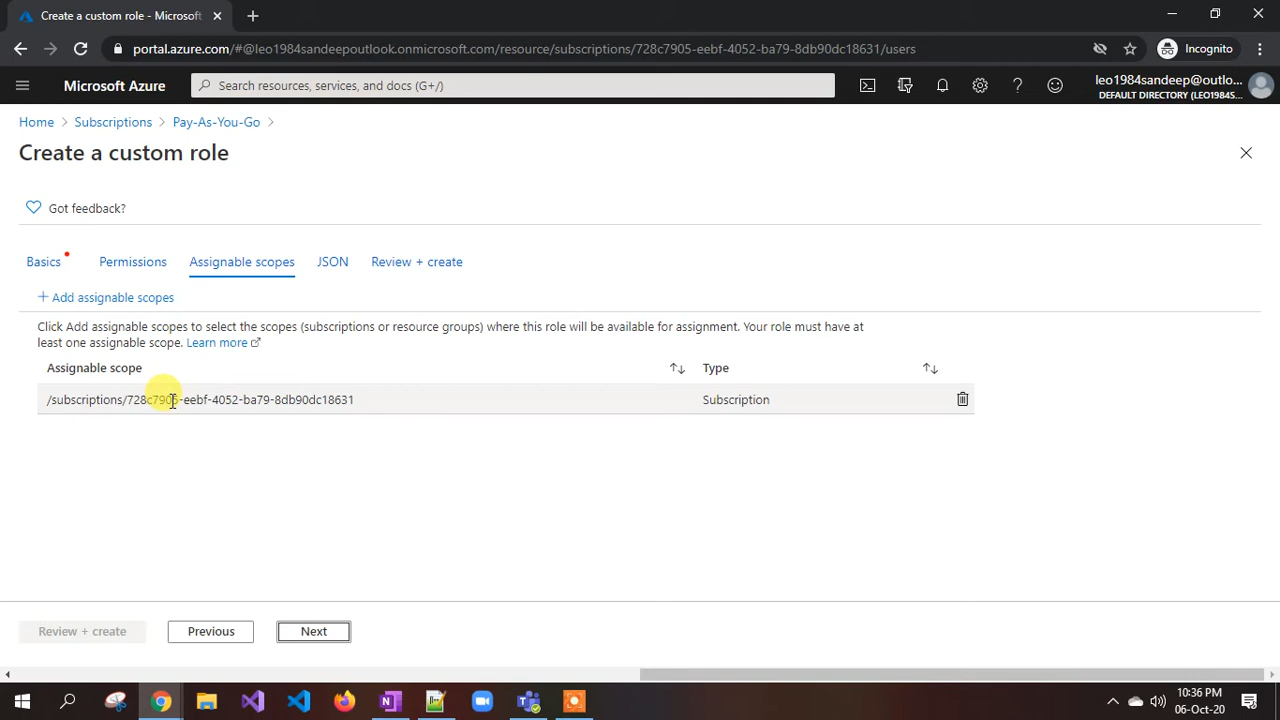 Create a custom role - Microsoft
portal.azure.com/#@leo1984sandeepoutlook.onmicrosoft.com/resource/subscriptions/728c7905-eebf-4052-ba79-8db90dc18631/users
Incognito
Microsoft Azure
Search resources, services, and docs (G+/)
leo1984sandeep@outlo...
DEFAULT DIRECTORY (LEO1984S...
Home > Subscriptions > Pay-As-You-Go >
Create a custom role
Got feedback?
Basics Permissions Assignable scopes JSON Review + create
+ Add assignable scopes
Click Add assignable scopes to select the scopes (subscriptions or resource groups) where this role will be available for assignment. Your role must have at
least one assignable scope. Learn more
Assignable scope Type
/subscriptions/728c7905-eebf-4052-ba79-8db90dc18631 Subscription
Review + create Previous Next
10:36 PM
06-Oct-20